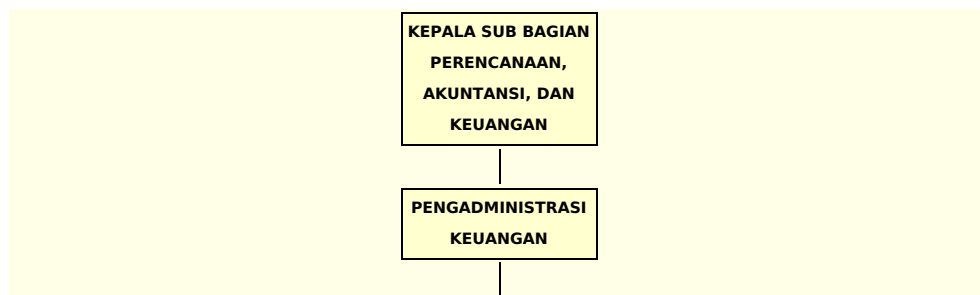 KEPALA SUB BAGIAN
PERENCANAAN,
AKUNTANSI, DAN
KEUANGAN
PENGADMINISTRASI
KEUANGAN